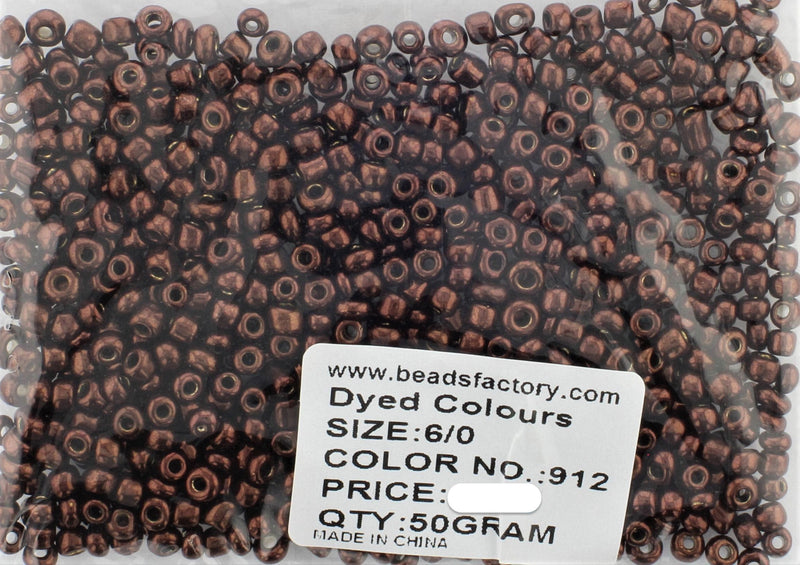 www.beadsfactory.com
Dyed Colours
SIZE:6/0
COLOR NO.:912
PRICE:
QTY:50GRAM
MADE IN CHINA